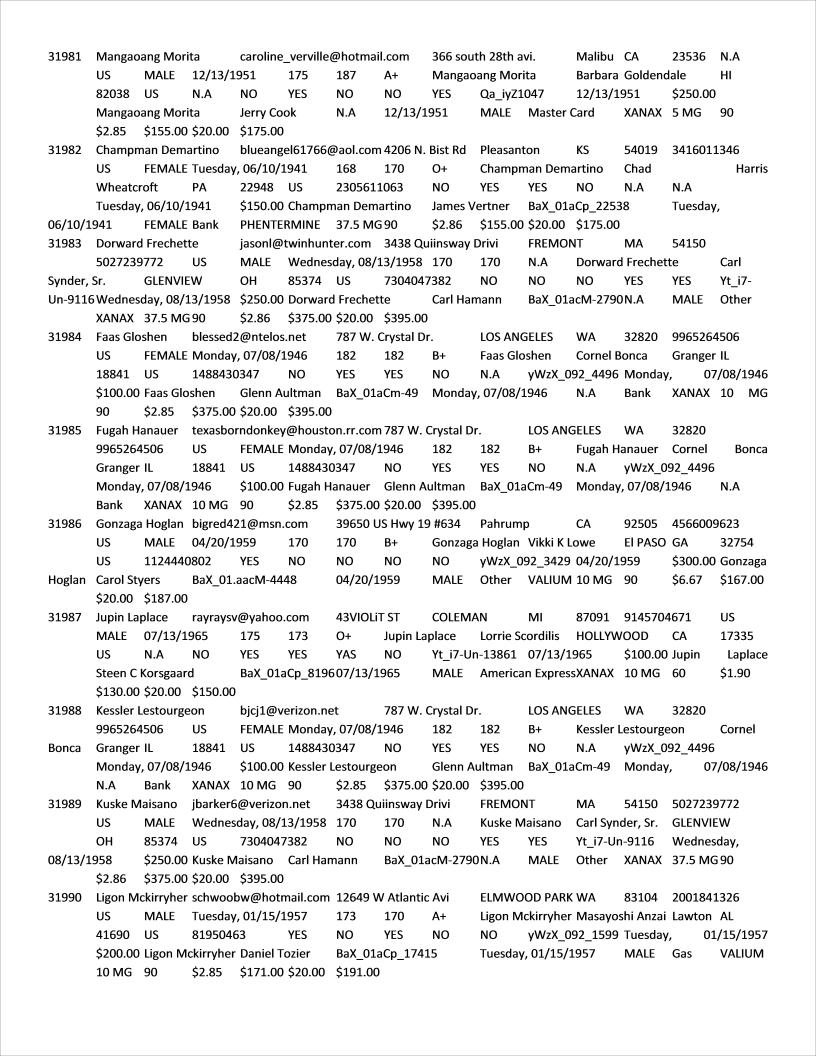 31981 Mangaoang Morita caroline_verville@hotmail.com 366 south 28th avi. Malibu CA 23536 N.A
US MALE 12/13/1951 175 187 A+ Mangaoang Morita Barbara Goldendale HI
82038 US N.A NO YES NO NO YES Qa_iyZ1047 12/13/1951 $250.00
Mangaoang Morita Jerry Cook N.A 12/13/1951 MALE Master Card XANAX 5 MG 90
$2.85 $155.00 $20.00 $175.00
31982 Champman Demartino blueangel61766@aol.com 4206 N. Bist Rd Pleasanton KS 54019 3416011346
US FEMALE Tuesday, 06/10/1941 168 170 O+ Champman Demartino Chad Harris
Wheatcroft PA 22948 US 2305611063 NO YES YES NO N.A N.A
Tuesday, 06/10/1941 $150.00 Champman Demartino James Vertner BaX_01aCp_22538 Tuesday,
06/10/1941 FEMALE Bank PHENTERMINE 37.5 MG 90 $2.86 $155.00 $20.00 $175.00
31983 Dorward Frechette jasonl@twinhunter.com 3438 Quiinsway Drivi FREMONT MA 54150
5027239772 US MALE Wednesday, 08/13/1958 170 170 N.A Dorward Frechette Carl
Synder, Sr. GLENVIEW OH 85374 US 7304047382 NO NO NO YES YES Yt_i7-
Un-9116 Wednesday, 08/13/1958 $250.00 Dorward Frechette Carl Hamann BaX_01acM-2790 N.A MALE Other
XANAX 37.5 MG 90 $2.86 $375.00 $20.00 $395.00
31984 Faas Gloshen blessed2@ntelos.net 787 W. Crystal Dr. LOS ANGELES WA 32820 9965264506
US FEMALE Monday, 07/08/1946 182 182 B+ Faas Gloshen Cornel Bonca Granger IL
18841 US 1488430347 NO YES YES NO N.A yWzX_092_4496 Monday, 07/08/1946
$100.00 Faas Gloshen Glenn Aultman BaX_01aCm-49 Monday, 07/08/1946 N.A Bank XANAX 10 MG
90 $2.85 $375.00 $20.00 $395.00
31985 Fugah Hanauer texasborndonkey@houston.rr.com 787 W. Crystal Dr. LOS ANGELES WA 32820
9965264506 US FEMALE Monday, 07/08/1946 182 182 B+ Fugah Hanauer Cornel Bonca
Granger IL 18841 US 1488430347 NO YES YES NO N.A yWzX_092_4496
Monday, 07/08/1946 $100.00 Fugah Hanauer Glenn Aultman BaX_01aCm-49 Monday, 07/08/1946 N.A
Bank XANAX 10 MG 90 $2.85 $375.00 $20.00 $395.00
31986 Gonzaga Hoglan bigred421@msn.com 39650 US Hwy 19 #634 Pahrump CA 92505 4566009623
US MALE 04/20/1959 170 170 B+ Gonzaga Hoglan Vikki K Lowe El PASO GA 32754
US 1124440802 YES NO NO NO NO yWzX_092_3429 04/20/1959 $300.00 Gonzaga
Hoglan Carol Styers BaX_01.aacM-4448 04/20/1959 MALE Other VALIUM 10 MG 90 $6.67 $167.00
$20.00 $187.00
31987 Jupin Laplace rayraysv@yahoo.com 43VIOLiT ST COLEMAN MI 87091 9145704671 US
MALE 07/13/1965 175 173 O+ Jupin Laplace Lorrie Scordilis HOLLYWOOD CA 17335
US N.A NO YES YES YAS NO Yt_i7-Un-13861 07/13/1965 $100.00 Jupin Laplace
Steen C Korsgaard BaX_01aCp_8196 07/13/1965 MALE American Express XANAX 10 MG 60 $1.90
$130.00 $20.00 $150.00
31988 Kessler Lestourgeon bjcj1@verizon.net 787 W. Crystal Dr. LOS ANGELES WA 32820
9965264506 US FEMALE Monday, 07/08/1946 182 182 B+ Kessler Lestourgeon Cornel
Bonca Granger IL 18841 US 1488430347 NO YES YES NO N.A yWzX_092_4496
Monday, 07/08/1946 $100.00 Kessler Lestourgeon Glenn Aultman BaX_01aCm-49 Monday, 07/08/1946
N.A Bank XANAX 10 MG 90 $2.85 $375.00 $20.00 $395.00
31989 Kuske Maisano jbarker6@verizon.net 3438 Quiinsway Drivi FREMONT MA 54150 5027239772
US MALE Wednesday, 08/13/1958 170 170 N.A Kuske Maisano Carl Synder, Sr. GLENVIEW
OH 85374 US 7304047382 NO NO NO YES YES Yt_i7-Un-9116 Wednesday,
08/13/1958 $250.00 Kuske Maisano Carl Hamann BaX_01acM-2790 N.A MALE Other XANAX 37.5 MG 90
$2.86 $375.00 $20.00 $395.00
31990 Ligon Mckirryher schwoobw@hotmail.com 12649 W Atlantic Avi ELMWOOD PARK WA 83104 2001841326
US MALE Tuesday, 01/15/1957 173 170 A+ Ligon Mckirryher Masayoshi Anzai Lawton AL
41690 US 81950463 YES NO YES NO NO yWzX_092_1599 Tuesday, 01/15/1957
$200.00 Ligon Mckirryher Daniel Tozier BaX_01aCp_17415 Tuesday, 01/15/1957 MALE Gas VALIUM
10 MG 90 $2.85 $171.00 $20.00 $191.00